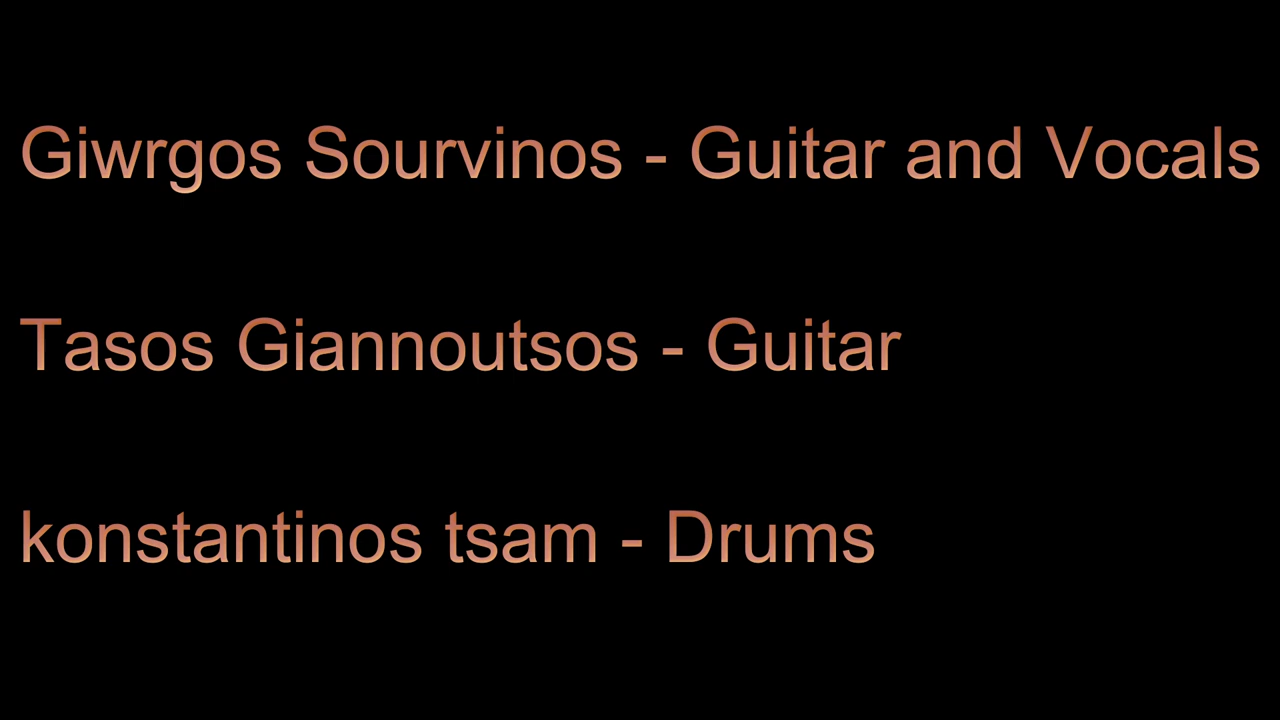 Giwrgos Sourvinos - Guitar and Vocals
Tasos Giannoutsos - Guitar
konstantinos tsam - Drums